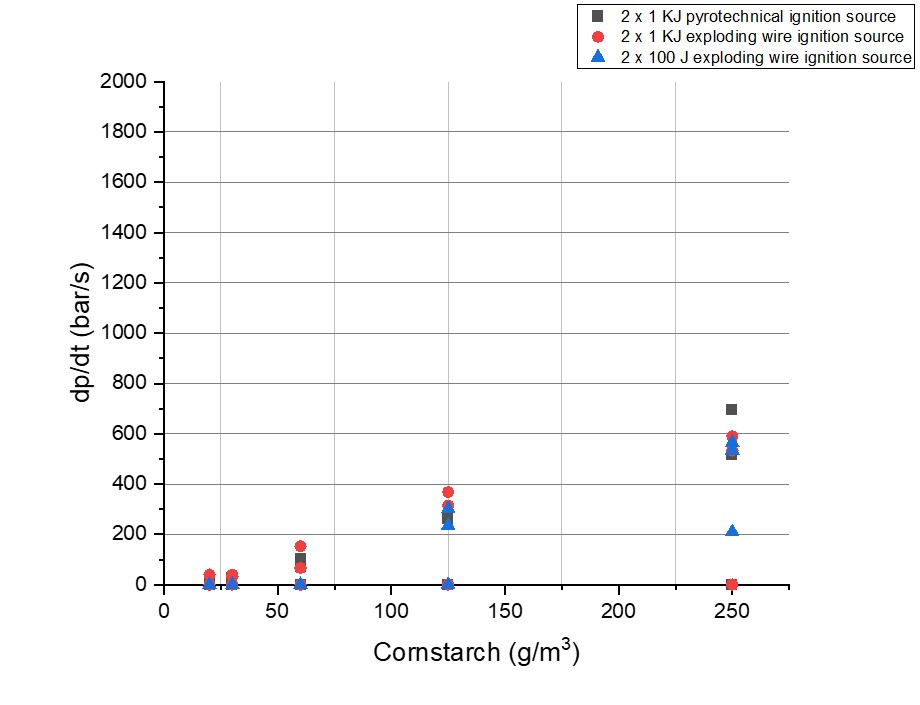 2 x 1 KJ pyrotechnical ignition source
2 x 1 KJ exploding wire ignition source
2 x 100 J exploding wire ignition source
2000
1800
1600
1400
1200
1000
800
600
400
200
0
dp/dt (bar/s)
0 50 100 150 200 250
Cornstarch (g/m³)